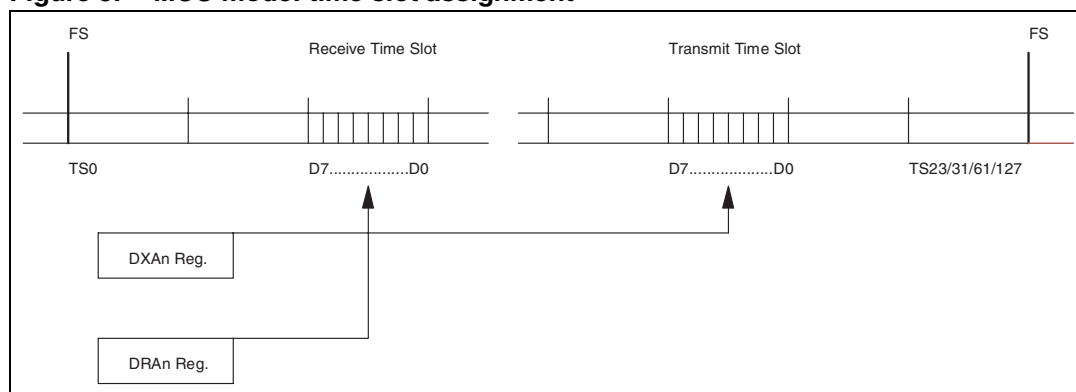 FS
FS
Receive Time Slot
Transmit Time Slot
TS0
D7..................D0
D7...................D0
TS23/31/61/127
DXAn Reg.
DRAn Reg.